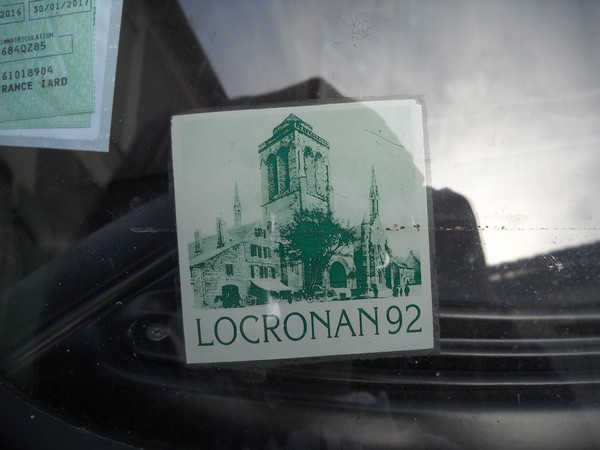 2016
30/01/2017
IMMATRICULATION
684QZ85
61018904
RANCE IARD
LOCRONAN 92